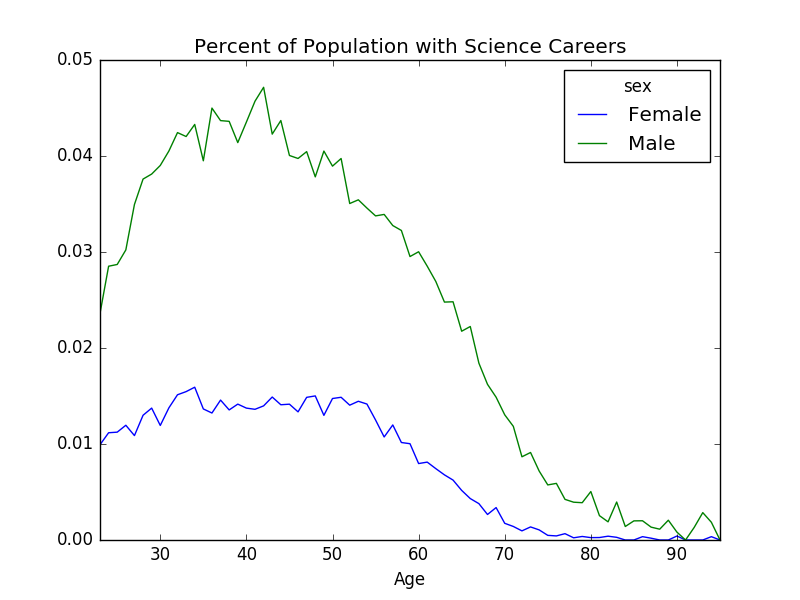 Percent of Population with Science Careers
0.05
0.04
0.03
0.02
0.01
0.00
sex
Female
Male
30 40 50 60 70 80 90
Age